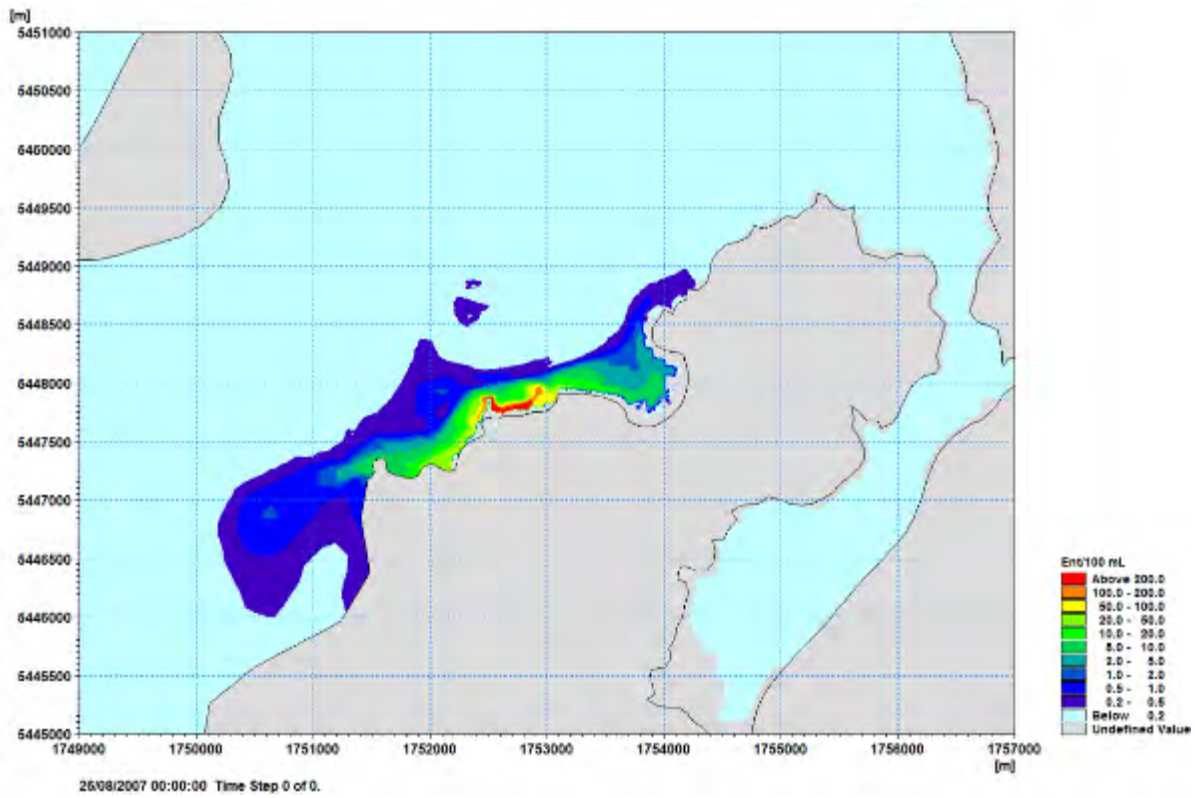 [m]
5451000
5450500
5460000
5449500
5449000
5448500
5448000
5447500
5447000
5446500
5446000
5445500
5445000
1749000 1750000 1751000 1752000 1753000 1754000 1755000 1756000 1757000
[m]
Ent/100 mL
Above 200.0
100.0 - 200.0
50.0 - 100.0
20.0 - 50.0
10.0 - 20.0
5.0 - 10.0
2.0 - 5.0
1.0 - 2.0
0.5 - 1.0
0.2 - 0.5
Below 0.2
Undefined Value
26/08/2007 00:00:00 Time Step 0 of 0.